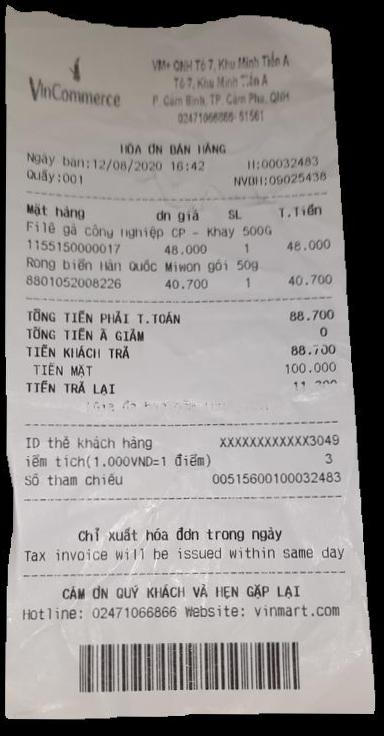 VinCommerce
VM+ QNH Tổ 7, Khu Minh Tiến A
Tổ 7, Khu Minh Tiến A
P. Cẩm Bình, TP. Cẩm Phả, QNH
02471066866- 51561
HÓA ĐƠN BÁN HÀNG
Ngày bán:12/08/2020 16:42 H:00032483
Quầy:001 NVBH:09025438
Mặt hàng đn giá SL T.Tiền
Filê gà công nghiệp CP - Khay 500G
1155150000017 48.000 1 48.000
Rong biển Hàn Quốc Miwon gói 50g
8801052008226 40.700 1 40.700
TỔNG TIỀN PHẢI T.TOÁN 88.700
TỔNG TIỀN À GIẢM 0
TIỀN KHÁCH TRẢ 88.700
TIỀN MẶT 100.000
TIỀN TRẢ LẠI
ID thẻ khách hàng XXXXXXXXXXXX3049
iểm tích(1.000VND=1 điểm) 3
Số tham chiếu 00515600100032483
Chỉ xuất hóa đơn trong ngày
Tax invoice will be issued within same day
CẢM ƠN QUÝ KHÁCH VÀ HẸN GẶP LẠI
Hotline: 02471066866 Website: vinmart.com